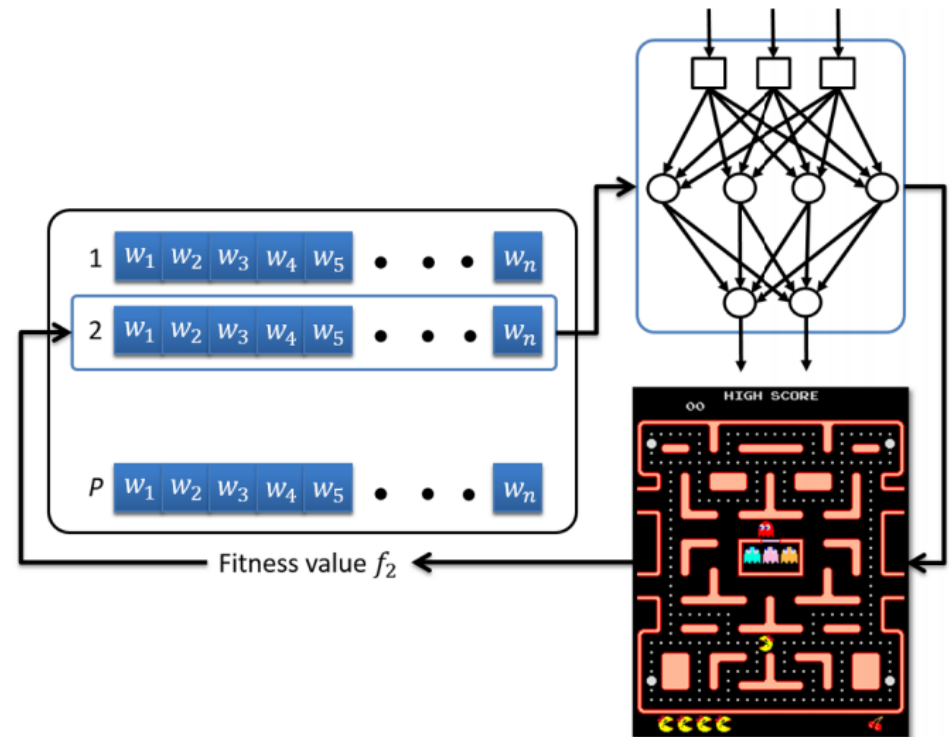 1 w₁ w₂ w₃ w₄ w₅ • • • wₙ
2 w₁ w₂ w₃ w₄ w₅ • • • wₙ
P w₁ w₂ w₃ w₄ w₅ • • • wₙ
Fitness value f₂
HIGH SCORE
00